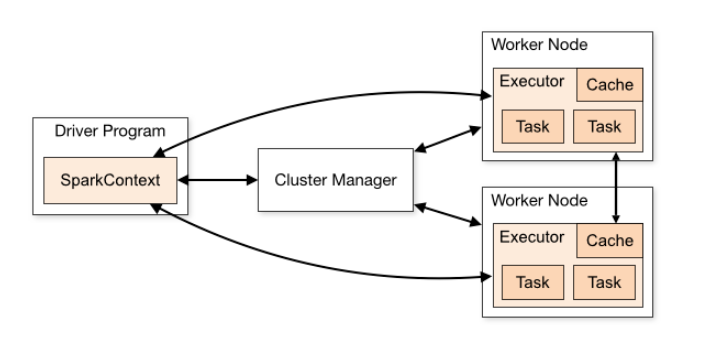 Worker Node
Executor
Cache
Task
Task
Driver Program
SparkContext
Cluster Manager
Worker Node
Executor
Cache
Task
Task